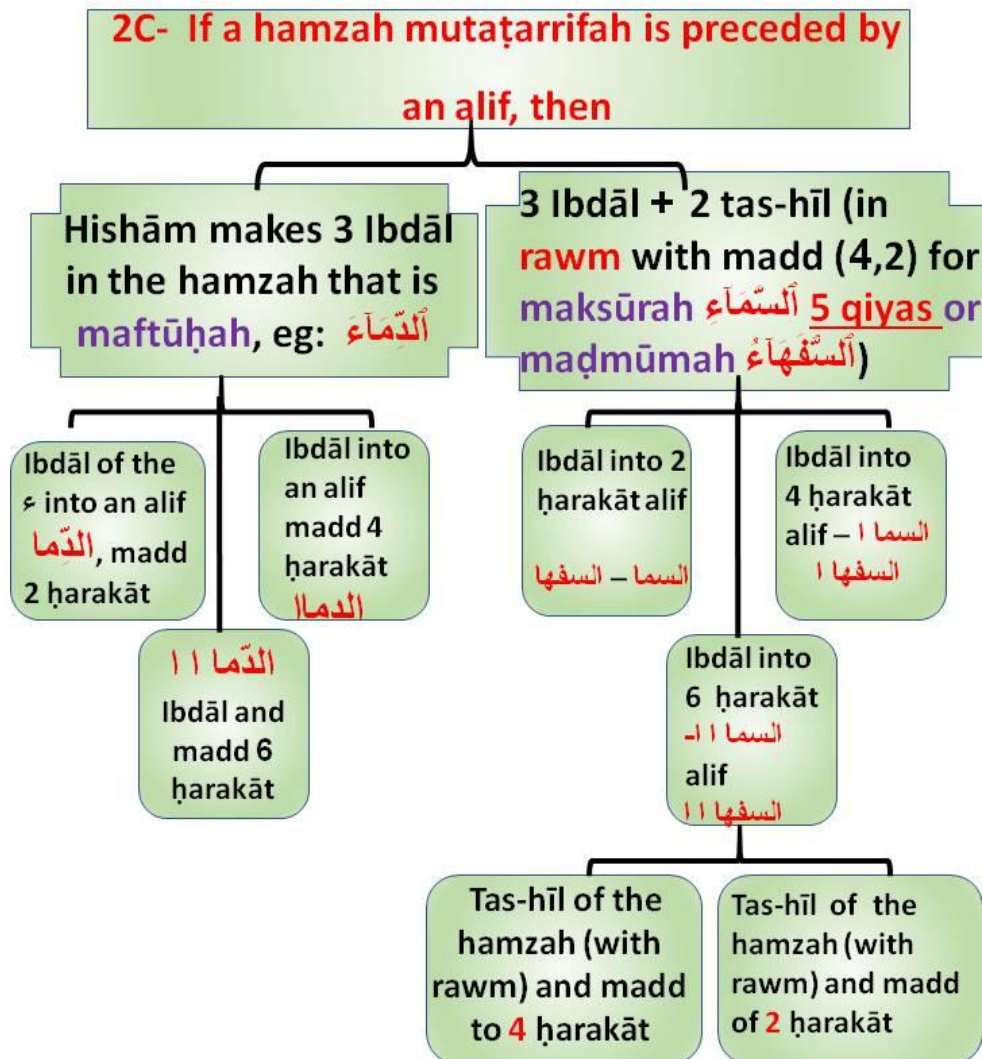 2C- If a hamzah mutaṭarrifah is preceded by
an alif, then
Hishām makes 3 Ibdāl
in the hamzah that is
maftūḥah, eg: ٱلدِّمَآءَ
3 Ibdāl + 2 tas-hīl (in
rawm with madd (4,2) for
maksūrah ٱلسَّمَآءِ 5 qiyas or
maḍmūmah ٱلسُّفَهَآءُ)
Ibdāl of the
ء into an alif
الدِّما, madd
2 ḥarakāt
Ibdāl into
an alif
madd 4
ḥarakāt
الدماا
الدّما ا ا
Ibdāl and
madd 6
ḥarakāt
Ibdāl into 2
ḥarakāt alif
السما – السفها
Ibdāl into
4 ḥarakāt
alif – السما ا
السفها ا
Ibdāl into
6 ḥarakāt
السما ا ا-
alif
السفها ا ا
Tas-hīl of the
hamzah (with
rawm) and madd
to 4 ḥarakāt
Tas-hīl of the
hamzah (with
rawm) and madd
of 2 ḥarakāt